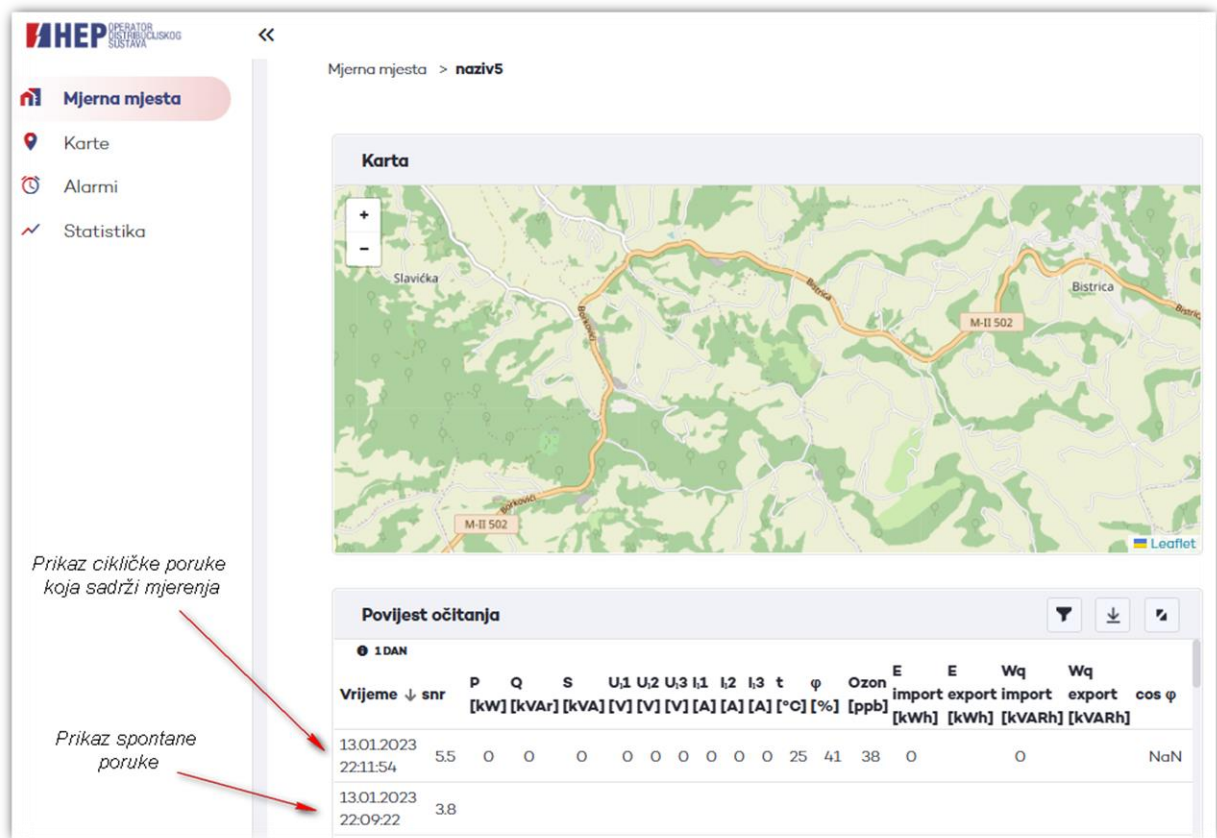 HEP OPERATOR
DISTRIBUCIJSKOG
SUSTAVA
«
Mjerna mjesta > naziv5
Mjerna mjesta
Karte
Alarmi
Statistika
Karta
+
-
Slavićka
Borkovići
Bistrica
M-II 502
Bistrica
Borkovići
M-II 502
Leaflet
Prikaz cikličke poruke
koja sadrži mjerenja
Prikaz spontane
poruke
Povijest očitanja
1 DAN
Vrijeme ↓ snr P [kW] Q [kVAr] S [kVA] U,1 [V] U,2 [V] U,3 [V] I,1 [A] I,2 [A] I,3 [A] t [°C] φ [%] Ozon [ppb] E import [kWh] E export [kWh] Wq import [kVARh] Wq export [kVARh] cos φ
13.01.2023 22:11:54 5.5 0 0 0 0 0 0 0 0 0 25 41 38 0 0 NaN
13.01.2023 22:09:22 3.8